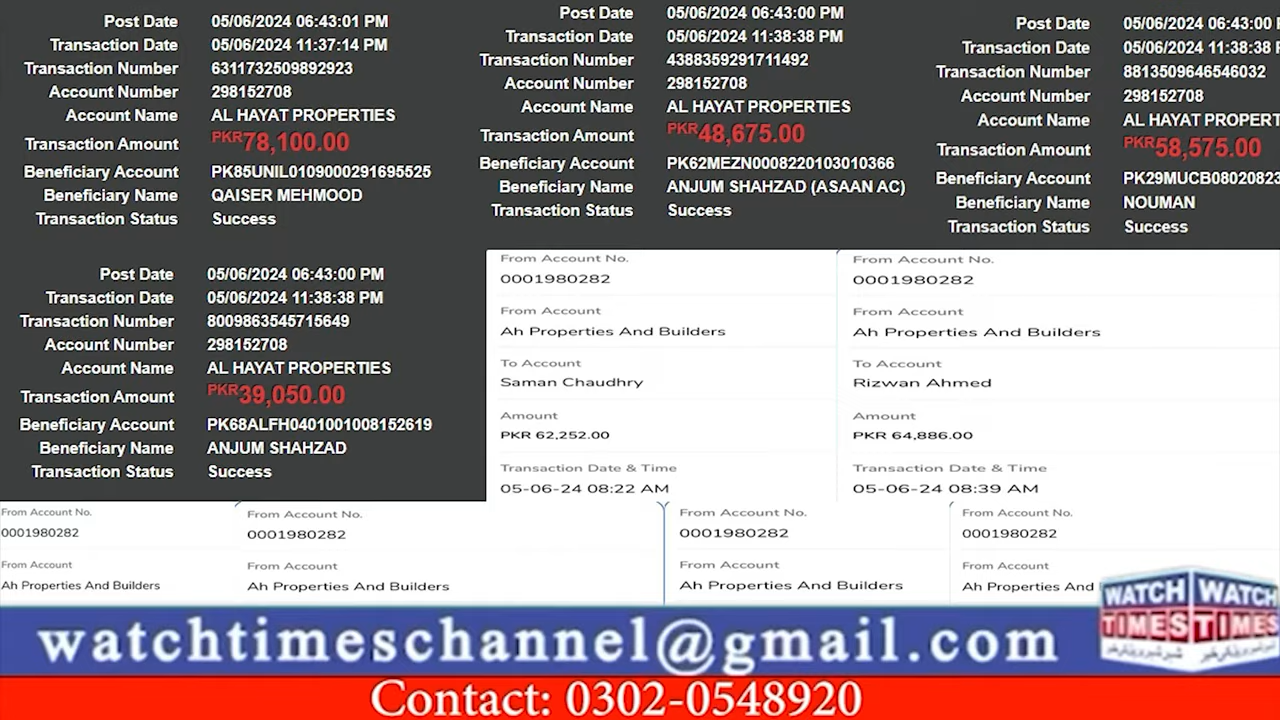 Post Date 05/06/2024 06:43:01 PM
Transaction Date 05/06/2024 11:37:14 PM
Transaction Number 6311732509892923
Account Number 298152708
Account Name AL HAYAT PROPERTIES
Transaction Amount PKR78,100.00
Beneficiary Account PK85UNIL0109000291695525
Beneficiary Name QAISER MEHMOOD
Transaction Status Success
Post Date 05/06/2024 06:43:00 PM
Transaction Date 05/06/2024 11:38:38 PM
Transaction Number 4388359291711492
Account Number 298152708
Account Name AL HAYAT PROPERTIES
Transaction Amount PKR48,675.00
Beneficiary Account PK62MEZN0008220103010366
Beneficiary Name ANJUM SHAHZAD (ASAAN AC)
Transaction Status Success
Post Date 05/06/2024 06:43:00
Transaction Date 05/06/2024 11:38:38
Transaction Number 8813509646546032
Account Number 298152708
Account Name AL HAYAT PROPERT
Transaction Amount PKR58,575.00
Beneficiary Account PK29MUCB08020823
Beneficiary Name NOUMAN
Transaction Status Success
Post Date 05/06/2024 06:43:00 PM
Transaction Date 05/06/2024 11:38:38 PM
Transaction Number 8009863545715649
Account Number 298152708
Account Name AL HAYAT PROPERTIES
Transaction Amount PKR39,050.00
Beneficiary Account PK68ALFH0401001008152619
Beneficiary Name ANJUM SHAHZAD
Transaction Status Success
From Account No.
0001980282
From Account
Ah Properties And Builders
To Account
Saman Chaudhry
Amount
PKR 62,252.00
Transaction Date & Time
05-06-24 08:22 AM
From Account No.
0001980282
From Account
Ah Properties And Builders
To Account
Rizwan Ahmed
Amount
PKR 64,886.00
Transaction Date & Time
05-06-24 08:39 AM
From Account No.
0001980282
From Account
Ah Properties And Builders
From Account No.
0001980282
From Account
Ah Properties And Builders
From Account No.
0001980282
From Account
Ah Properties And Builders
From Account No.
0001980282
From Account
Ah Properties And
WATCH WATCH
TIMES TIMES
watchtimeschannel@gmail.com
Contact: 0302-0548920